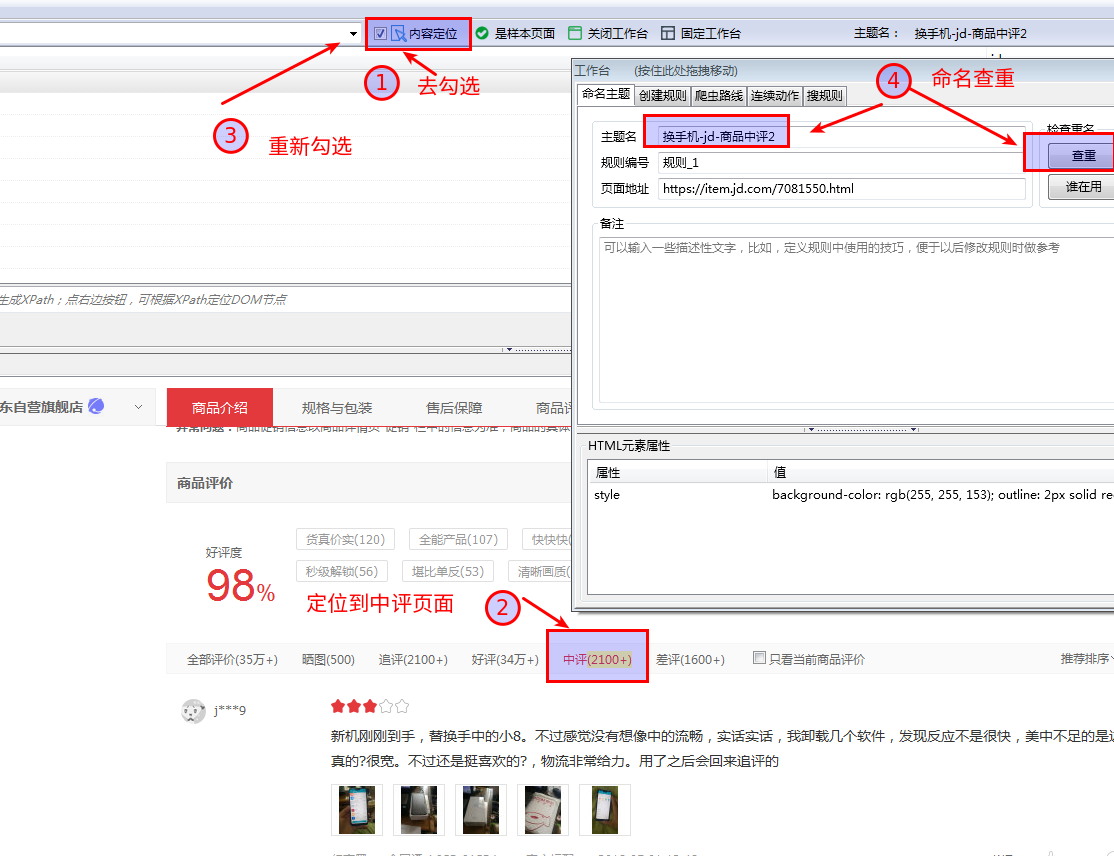 内容定位
是样本页面
关闭工作台
固定工作台
主题名：
换手机-jd-商品中评2
1
去勾选
3
重新勾选
工作台
(按住此处拖拽移动)
4
命名查重
命名主题
创建规则
爬虫路线
连续动作
搜规则
检查重名
主题名
换手机-jd-商品中评2
查重
规则编号
规则_1
页面地址
https://item.jd.com/7081550.html
谁在用
备注
可以输入一些描述性文字，比如，定义规则中使用的技巧，便于以后修改规则时做参考
生成XPath；点右边按钮，可根据XPath定位DOM节点
东自营旗舰店
商品介绍
规格与包装
售后保障
商品评
HTML元素属性
属性
值
style
background-color: rgb(255, 255, 153); outline: 2px solid re
商品评价
好评度
98%
货真价实(120)
全能产品(107)
快快快(
秒级解锁(56)
堪比单反(53)
清晰画质(
定位到中评页面
2
全部评价(35万+)
晒图(500)
追评(2100+)
好评(34万+)
中评(2100+)
差评(1600+)
只看当前商品评价
推荐排序
j***9
新机刚刚到手，替换手中的小8。不过感觉没有想像中的流畅，实话实话，我卸载几个软件，发现反应不是很快，美中不足的是这
真的?很宽。不过还是挺喜欢的?，物流非常给力。用了之后会回来追评的